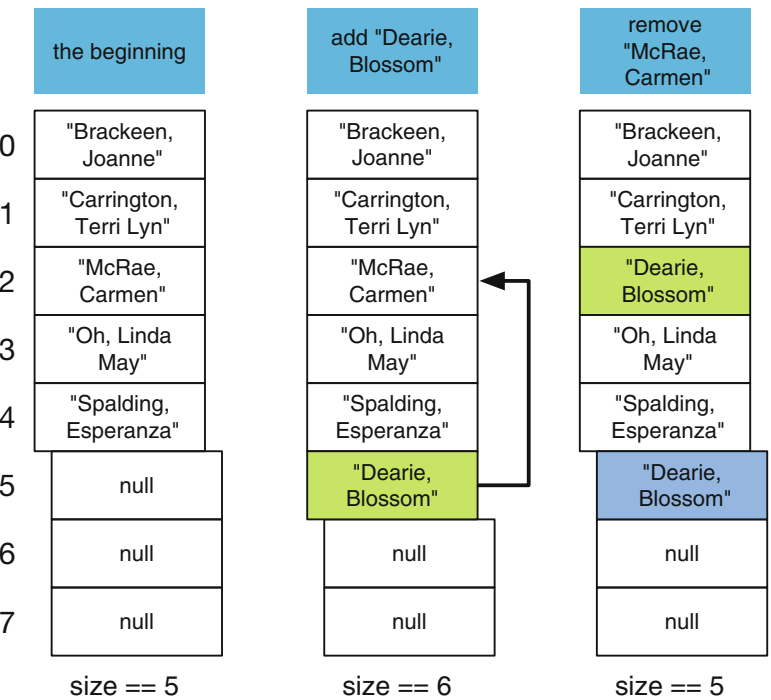 the beginning
add "Dearie,
Blossom"
remove
"McRae,
Carmen"
0
"Brackeen,
Joanne"
"Brackeen,
Joanne"
"Brackeen,
Joanne"
1
"Carrington,
Terri Lyn"
"Carrington,
Terri Lyn"
"Carrington,
Terri Lyn"
2
"McRae,
Carmen"
"McRae,
Carmen"
"Dearie,
Blossom"
3
"Oh, Linda
May"
"Oh, Linda
May"
"Oh, Linda
May"
4
"Spalding,
Esperanza"
"Spalding,
Esperanza"
"Spalding,
Esperanza"
5
null
"Dearie,
Blossom"
"Dearie,
Blossom"
6
null
null
null
7
null
null
null
size == 5
size == 6
size == 5